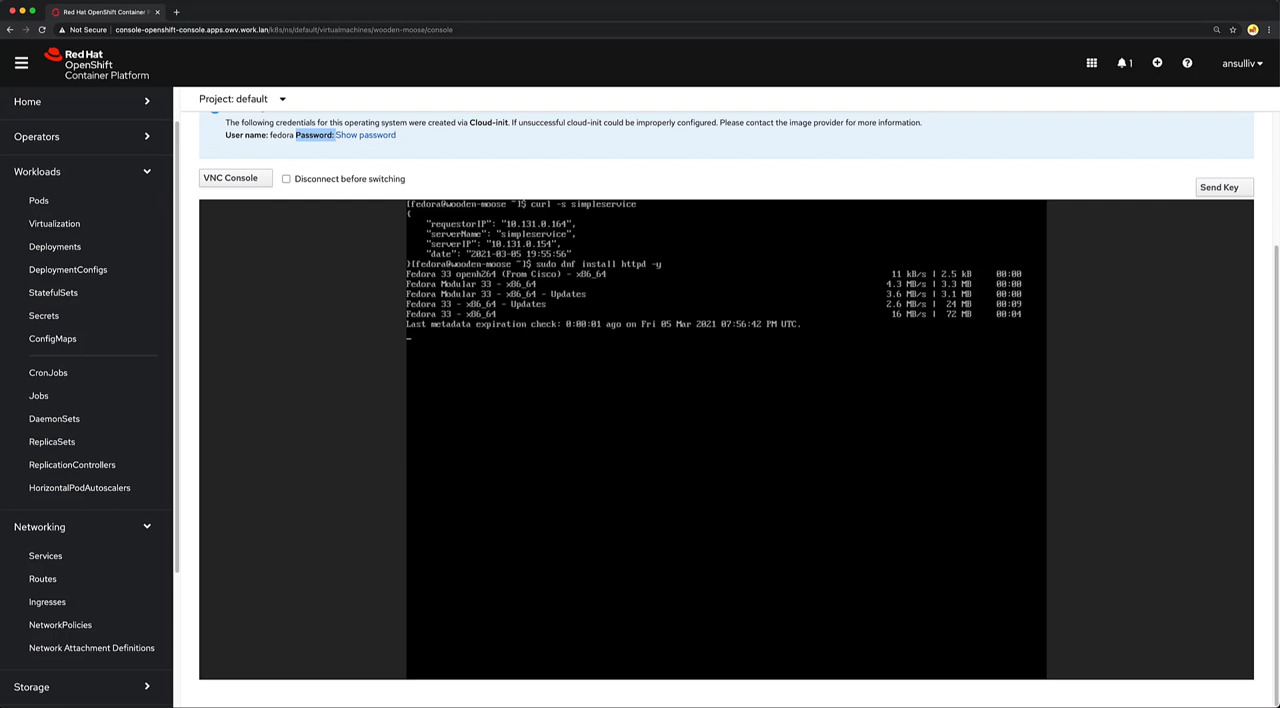 Red Hat OpenShift Container P
Not Secure | console-openshift-console.apps.owv.work.lan/k8s/ns/default/virtualmachines/wooden-moose/console
Red Hat
OpenShift
Container Platform
1
ansulliv
Home
Operators
Workloads
Pods
Virtualization
Deployments
DeploymentConfigs
StatefulSets
Secrets
ConfigMaps
CronJobs
Jobs
DaemonSets
ReplicaSets
ReplicationControllers
HorizontalPodAutoscalers
Networking
Services
Routes
Ingresses
NetworkPolicies
Network Attachment Definitions
Storage
Project: default
The following credentials for this operating system were created via Cloud-init. If unsuccessful cloud-init could be improperly configured. Please contact the image provider for more information.
User name: fedora Password: Show password
VNC Console
Disconnect before switching
Send Key
[fedora@wooden-moose ~]$ curl -s simpleservice
{
"requestorIP": "10.131.0.164",
"serverName": "simpleservice",
"serverIP": "10.131.0.154",
"date": "2021-03-05 19:55:56"
}[fedora@wooden-moose ~]$ sudo dnf install httpd -y
Fedora 33 openh264 (From Cisco) - x86_64 11 kB/s | 2.5 kB 00:00
Fedora Modular 33 - x86_64 4.3 MB/s | 3.3 MB 00:00
Fedora Modular 33 - x86_64 - Updates 3.6 MB/s | 3.1 MB 00:00
Fedora 33 - x86_64 - Updates 2.6 MB/s | 24 MB 00:09
Fedora 33 - x86_64 16 MB/s | 72 MB 00:04
Last metadata expiration check: 0:00:01 ago on Fri 05 Mar 2021 07:56:42 PM UTC.